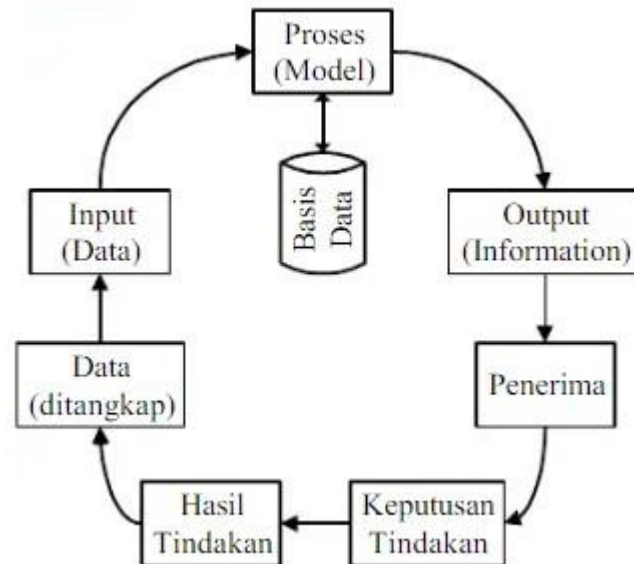 Proses
(Model)
Basis
Data
Input
(Data)
Output
(Information)
Data
(ditangkap)
Penerima
Hasil
Tindakan
Keputusan
Tindakan